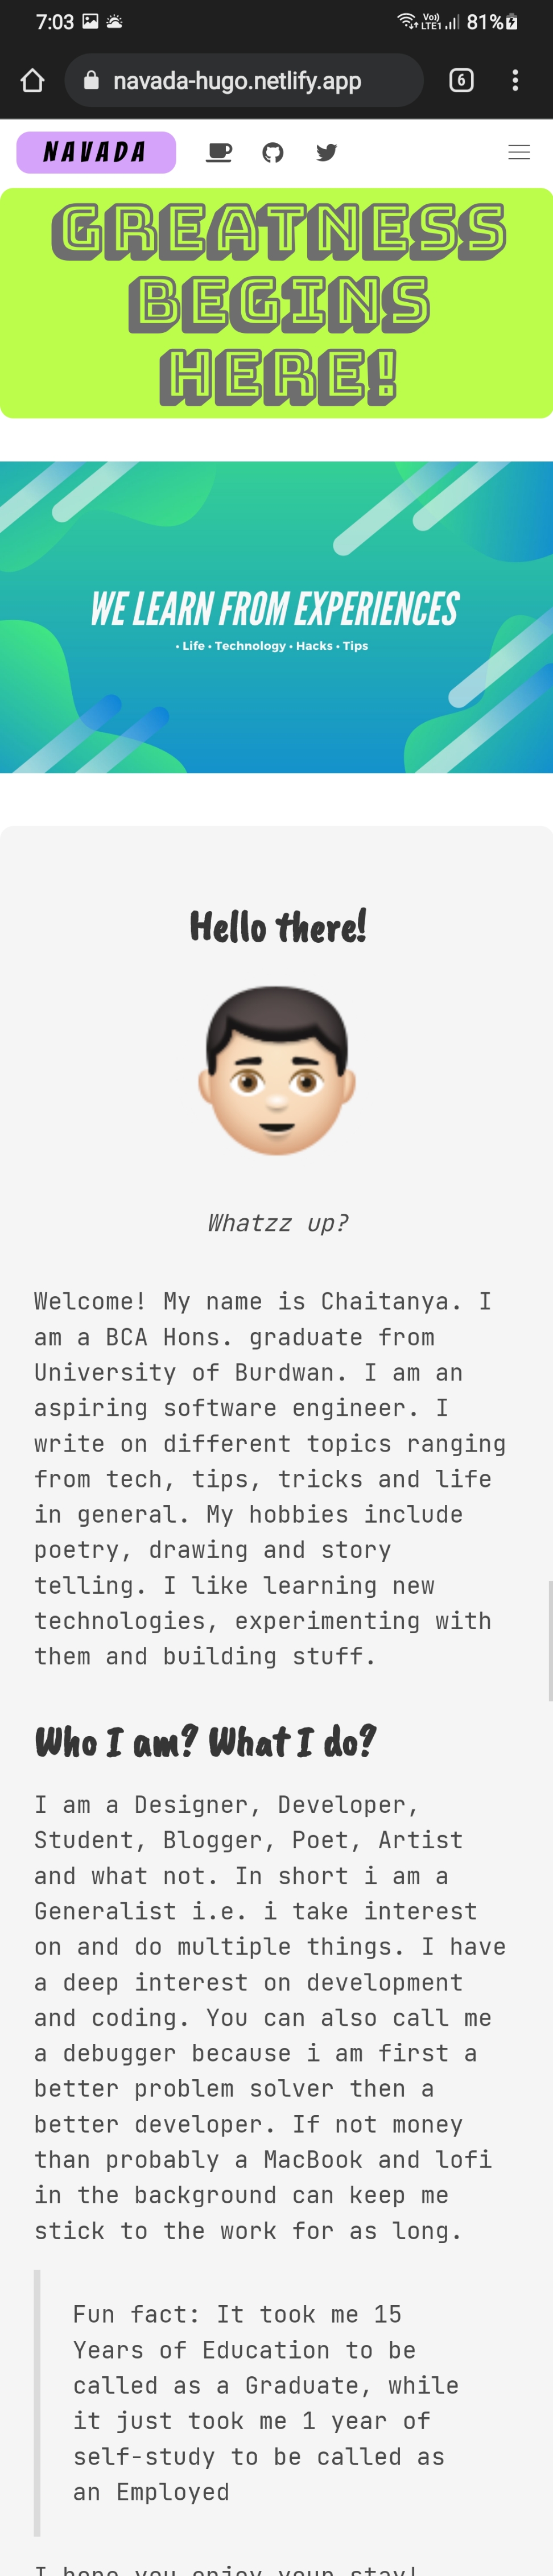 7:03
Vo)) LTE1 81%
navada-hugo.netlify.app
6
NAVADA
GREATNESS
BEGINS
HERE!
WE LEARN FROM EXPERIENCES
• Life • Technology • Hacks • Tips
Hello there!
Whatzz up?
Welcome! My name is Chaitanya. I
am a BCA Hons. graduate from
University of Burdwan. I am an
aspiring software engineer. I
write on different topics ranging
from tech, tips, tricks and life
in general. My hobbies include
poetry, drawing and story
telling. I like learning new
technologies, experimenting with
them and building stuff.
Who I am? What I do?
I am a Designer, Developer,
Student, Blogger, Poet, Artist
and what not. In short i am a
Generalist i.e. i take interest
on and do multiple things. I have
a deep interest on development
and coding. You can also call me
a debugger because i am first a
better problem solver then a
better developer. If not money
than probably a MacBook and lofi
in the background can keep me
stick to the work for as long.
Fun fact: It took me 15
Years of Education to be
called as a Graduate, while
it just took me 1 year of
self-study to be called as
an Employed
I hope you enjoy your stay!